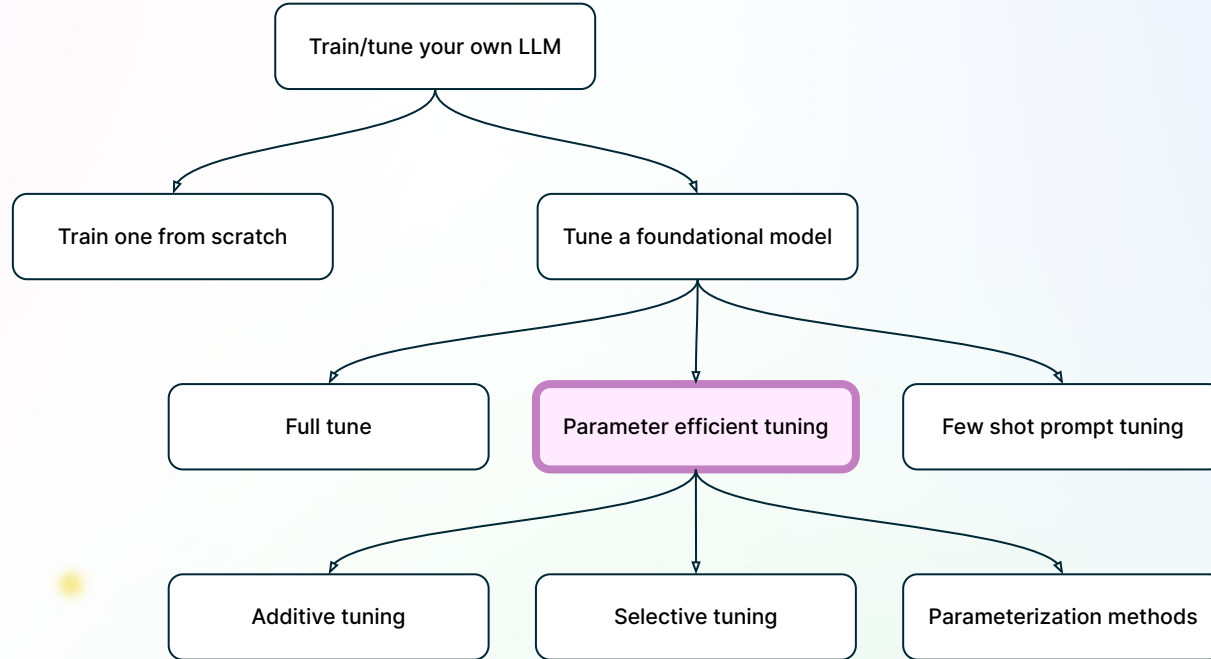 Train/tune your own LLM
Train one from scratch
Tune a foundational model
Full tune
Parameter efficient tuning
Few shot prompt tuning
Additive tuning
Selective tuning
Parameterization methods